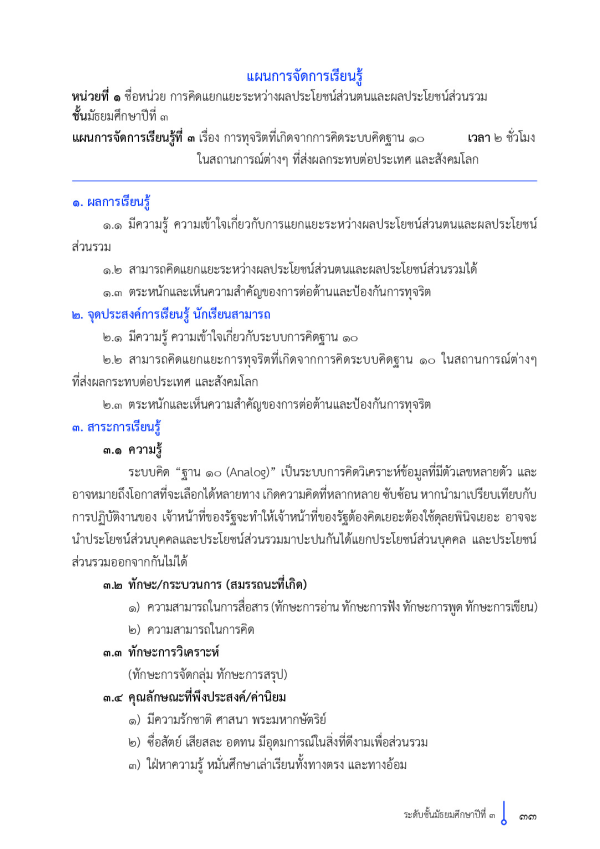 แผนการจัดการเรียนรู้
หน่วยที่ ๑ ชื่อหน่วย การคิดแยกแยะระหว่างผลประโยชน์ส่วนตนและผลประโยชน์ส่วนรวม
ชั้นมัธยมศึกษาปีที่ ๓
แผนการจัดการเรียนรู้ที่ ๓ เรื่อง การทุจริตที่เกิดจากการคิดระบบคิดฐาน ๑๐ เวลา ๒ ชั่วโมง
ในสถานการณ์ต่างๆ ที่ส่งผลกระทบต่อประเทศ และสังคมโลก
๑. ผลการเรียนรู้
๑.๑ มีความรู้ ความเข้าใจเกี่ยวกับการแยกแยะระหว่างผลประโยชน์ส่วนตนและผลประโยชน์
ส่วนรวม
๑.๒ สามารถคิดแยกแยะระหว่างผลประโยชน์ส่วนตนและผลประโยชน์ส่วนรวมได้
๑.๓ ตระหนักและเห็นความสำคัญของการต่อต้านและป้องกันการทุจริต
๒. จุดประสงค์การเรียนรู้ นักเรียนสามารถ
๒.๑ มีความรู้ ความเข้าใจเกี่ยวกับระบบการคิดฐาน ๑๐
๒.๒ สามารถคิดแยกแยะการทุจริตที่เกิดจากการคิดระบบคิดฐาน ๑๐ ในสถานการณ์ต่างๆ
ที่ส่งผลกระทบต่อประเทศ และสังคมโลก
๒.๓ ตระหนักและเห็นความสำคัญของการต่อต้านและป้องกันการทุจริต
๓. สาระการเรียนรู้
๓.๑ ความรู้
ระบบคิด “ฐาน ๑๐ (Analog)” เป็นระบบการคิดวิเคราะห์ข้อมูลที่มีตัวเลขหลายตัว และ
อาจหมายถึงโอกาสที่จะเลือกได้หลายทาง เกิดความคิดที่หลากหลาย ซับซ้อน หากนำมาเปรียบเทียบกับ
การปฏิบัติงานของ เจ้าหน้าที่ของรัฐจะทำให้เจ้าหน้าที่ของรัฐต้องคิดเยอะต้องใช้ดุลยพินิจเยอะ อาจจะ
นำประโยชน์ส่วนบุคคลและประโยชน์ส่วนรวมมาปะปนกันได้แยกประโยชน์ส่วนบุคคล และประโยชน์
ส่วนรวมออกจากกันไม่ได้
๓.๒ ทักษะ/กระบวนการ (สมรรถนะที่เกิด)
๑) ความสามารถในการสื่อสาร (ทักษะการอ่าน ทักษะการฟัง ทักษะการพูด ทักษะการเขียน)
๒) ความสามารถในการคิด
๓.๓ ทักษะการวิเคราะห์
(ทักษะการจัดกลุ่ม ทักษะการสรุป)
๓.๔ คุณลักษณะที่พึงประสงค์/ค่านิยม
๑) มีความรักชาติ ศาสนา พระมหากษัตริย์
๒) ซื่อสัตย์ เสียสละ อดทน มีอุดมการณ์ในสิ่งที่ดีงามเพื่อส่วนรวม
๓) ใฝ่หาความรู้ หมั่นศึกษาเล่าเรียนทั้งทางตรง และทางอ้อม
ระดับชั้นมัธยมศึกษาปีที่ ๓ ๓๓